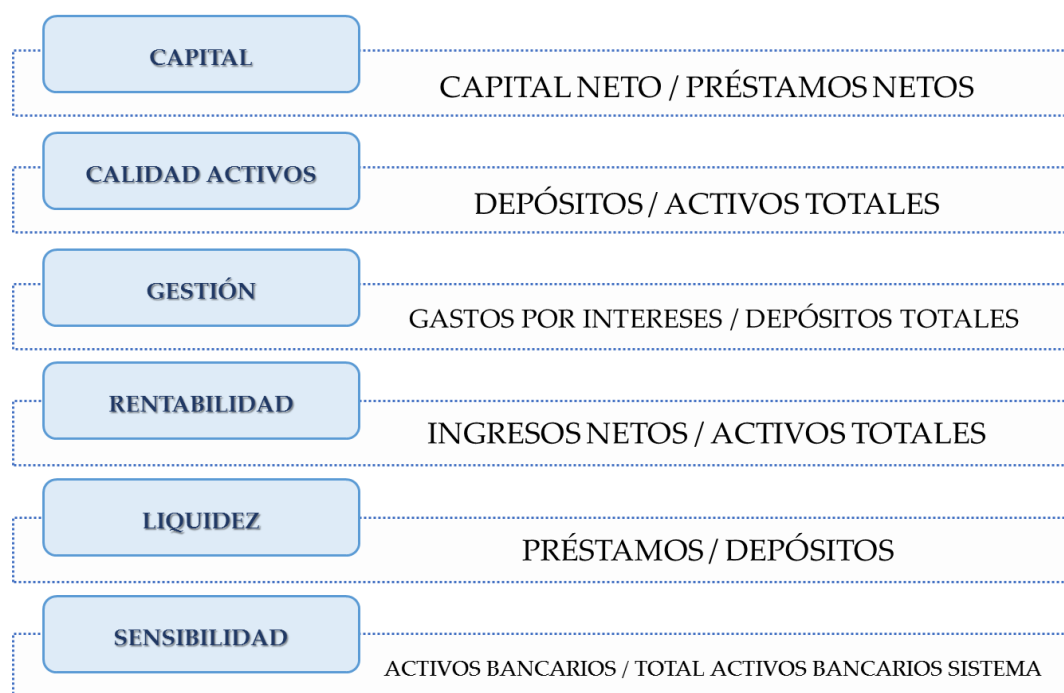 CAPITAL
CAPITAL NETO / PRÉSTAMOS NETOS
CALIDAD ACTIVOS
DEPÓSITOS / ACTIVOS TOTALES
GESTIÓN
GASTOS POR INTERESES / DEPÓSITOS TOTALES
RENTABILIDAD
INGRESOS NETOS / ACTIVOS TOTALES
LIQUIDEZ
PRÉSTAMOS / DEPÓSITOS
SENSIBILIDAD
ACTIVOS BANCARIOS / TOTAL ACTIVOS BANCARIOS SISTEMA